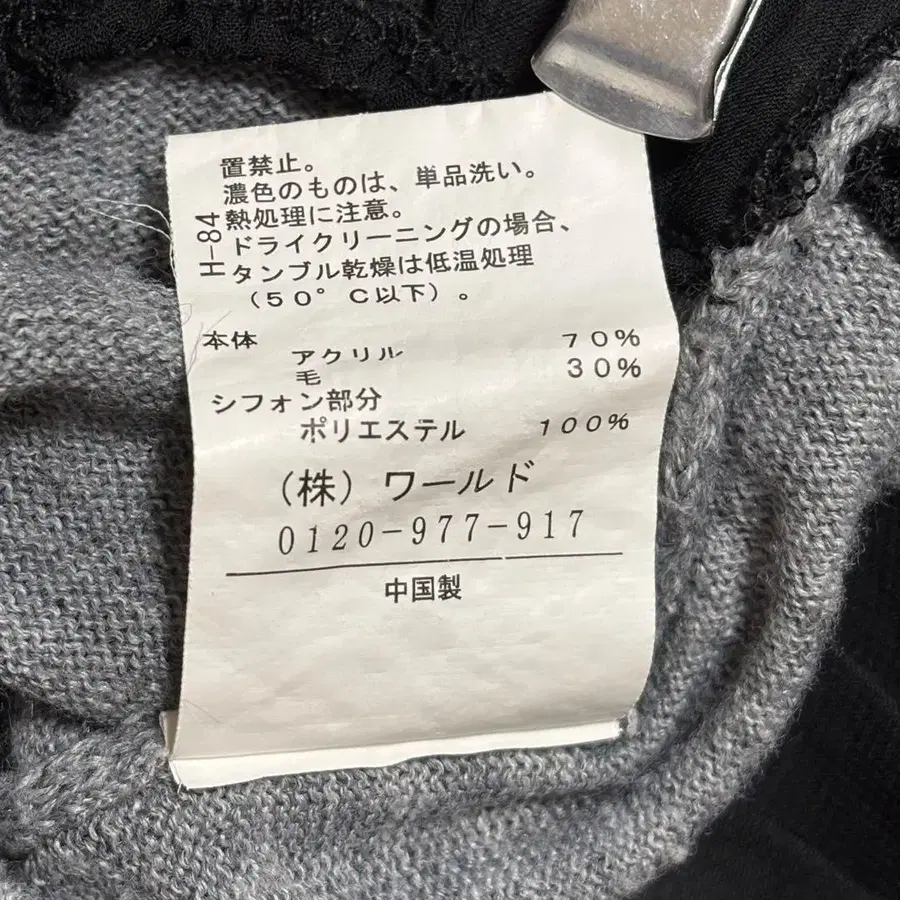 置禁止。
濃色のものは、単品洗い。
熱処理に注意。
ドライクリーニングの場合、
タンブル乾燥は低温処理
(50°C以下)。
H-84
本体
アクリル 70%
毛 30%
シフォン部分
ポリエステル 100%
(株)ワールド
0120-977-917
中国製